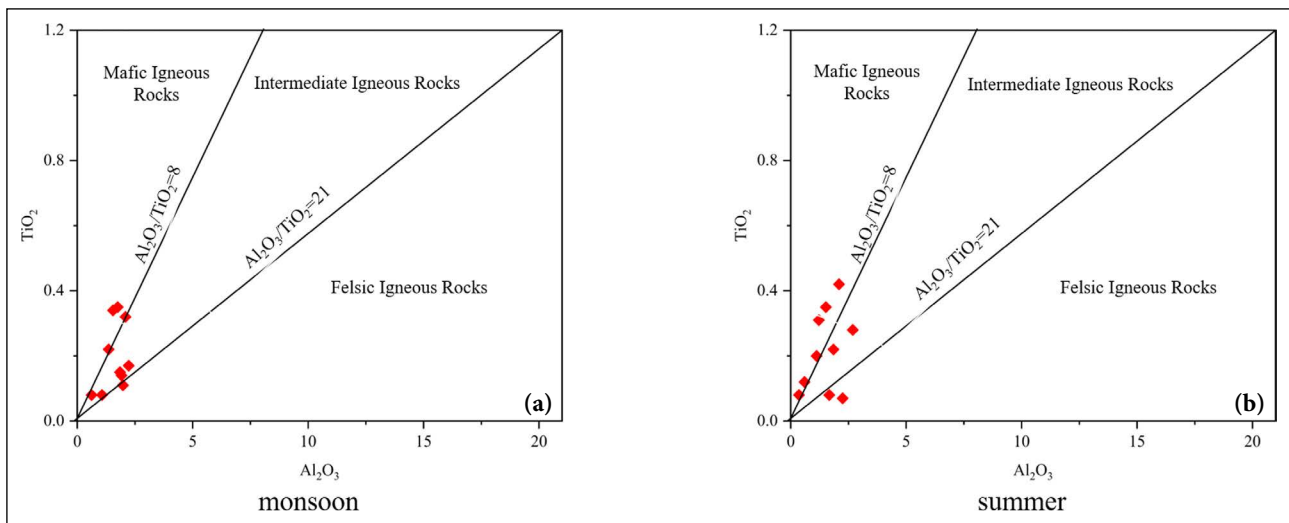 1.2
Mafic Igneous
Rocks
Intermediate Igneous Rocks
0.8
Al₂O₃/TiO₂=8
Al₂O₃/TiO₂=21
TiO₂
0.4
Felsic Igneous Rocks
0.0
(a)
0
5
10
15
20
Al₂O₃
monsoon
1.2
Mafic Igneous
Rocks
Intermediate Igneous Rocks
0.8
Al₂O₃/TiO₂=8
Al₂O₃/TiO₂=21
TiO₂
0.4
Felsic Igneous Rocks
0.0
(b)
0
5
10
15
20
Al₂O₃
summer